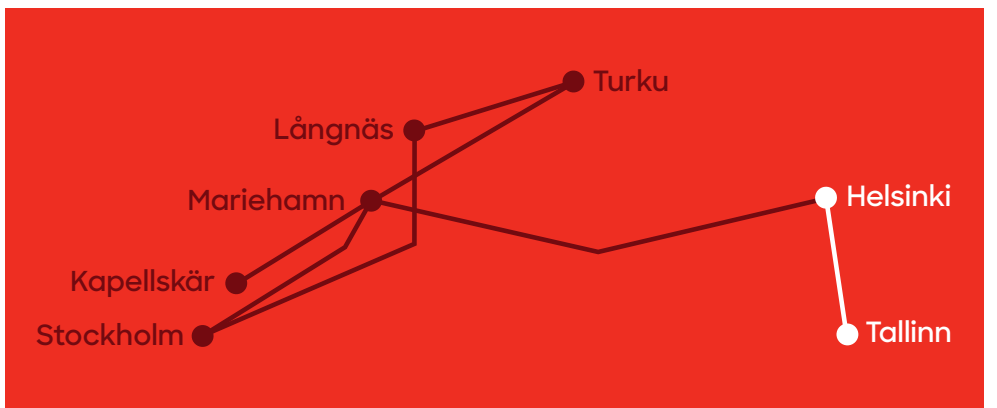 Turku
Långnäs
Mariehamn
Helsinki
Kapellskär
Stockholm
Tallinn